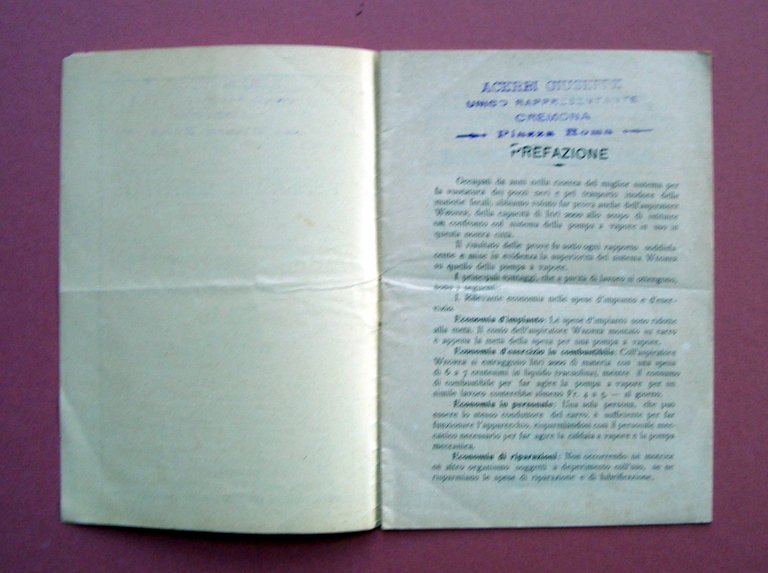 ACERBI GIUSEPPE
UNICO RAPPRESENTANTE
CREMONA
Piazza Roma
PREFAZIONE
Occupati da anni nella ricerca del miglior sistema per
la vuotatura dei pozzi neri e pel trasporto inodore delle
materie fecali, abbiamo voluto far prova anche dell'aspiratore
della capacità di litri 2000 allo scopo di istituire
un confronto col sistema della pompa a vapore in uso in
questa nostra città.
Il risultato delle prove fu sotto ogni rapporto soddisfa-
cente e mise in evidenza la superiorità del sistema
su quello della pompa a vapore.
I principali vantaggi, che a parità di lavoro si ottengono,
sono i seguenti:
I. Rilevante economia nelle spese d'impianto e d'eser-
cizio.
Economia d'impianto: Le spese d'impianto sono ridotte
alla metà. Il costo dell'aspiratore montato su carro
è appena la metà della spesa per una pompa a vapore.
Economia d'esercizio in combustibile: Coll'aspiratore
si estraggono litri 2000 di materia con una spesa
di 6 a 7 centesimi in liquido mentre il consumo
di combustibile per far agire la pompa a vapore per un
simile lavoro costerebbe almeno Fr. 4 a 5. — al giorno.
Economia in personale: Una sola persona, che può
essere lo stesso conduttore del carro, è sufficiente per far
funzionare l'apparecchio, risparmiandosi così il personale mec-
canico necessario per far agire la caldaia a vapore e la pompa
meccanica.
Economia di riparazioni: Non occorrendo nè motrice
nè altro organismo soggetti a deperimento coll'uso, se ne
risparmiano le spese di riparazione e di lubrificazione.